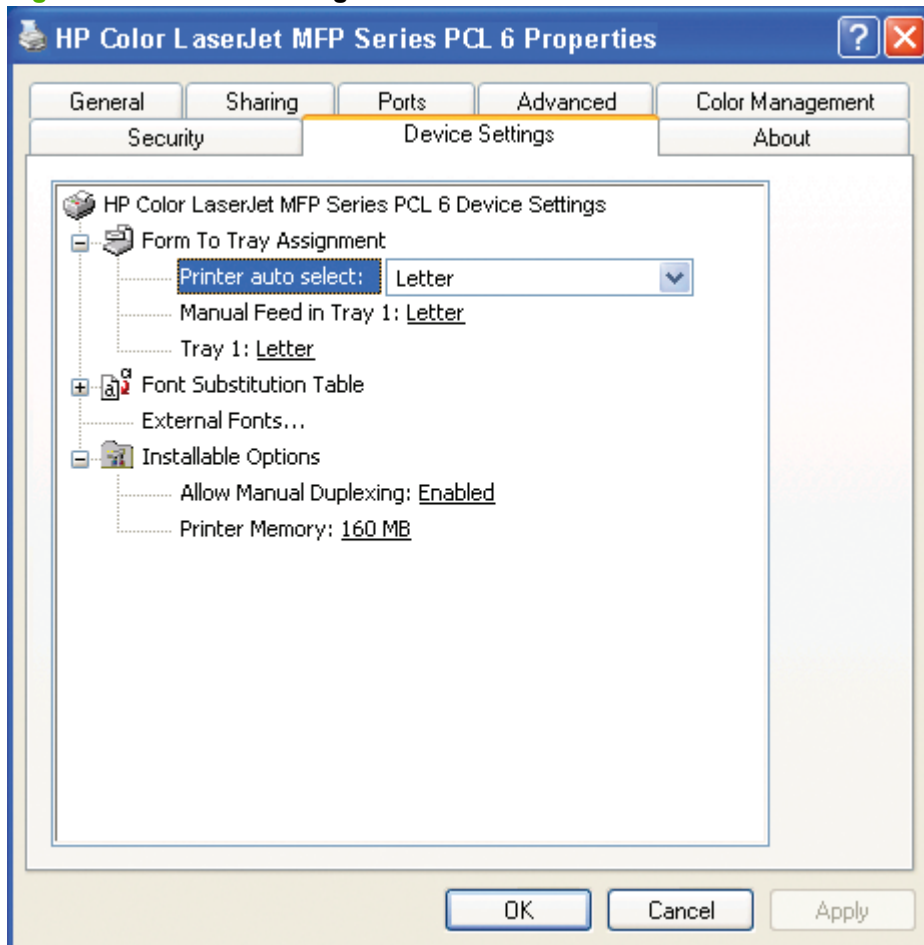 HP Color LaserJet MFP Series PCL 6 Properties
General Sharing Ports Advanced Color Management
Security Device Settings About
HP Color LaserJet MFP Series PCL 6 Device Settings
Form To Tray Assignment
Printer auto select: Letter
Manual Feed in Tray 1: Letter
Tray 1: Letter
Font Substitution Table
External Fonts...
Installable Options
Allow Manual Duplexing: Enabled
Printer Memory: 160 MB
OK Cancel Apply